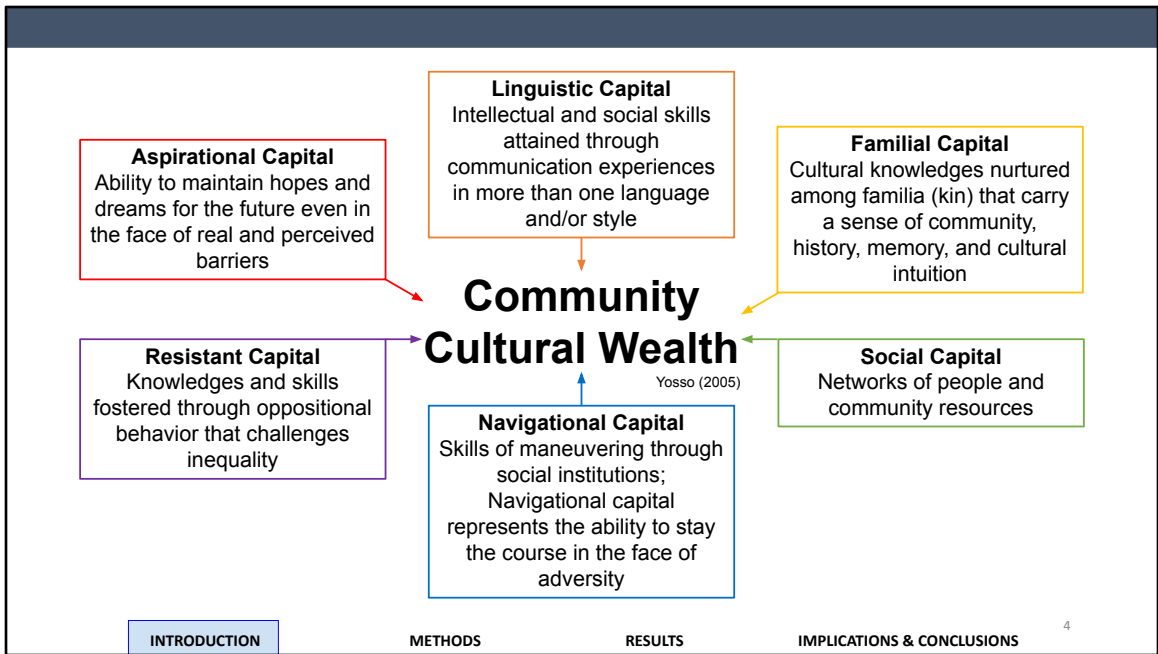 Linguistic Capital
Intellectual and social skills
attained through
communication experiences
in more than one language
and/or style
Aspirational Capital
Ability to maintain hopes and
dreams for the future even in
the face of real and perceived
barriers
Familial Capital
Cultural knowledges nurtured
among familia (kin) that carry
a sense of community,
history, memory, and cultural
intuition
Community
Cultural Wealth
Yosso (2005)
Resistant Capital
Knowledges and skills
fostered through oppositional
behavior that challenges
inequality
Social Capital
Networks of people and
community resources
Navigational Capital
Skills of maneuvering through
social institutions;
Navigational capital
represents the ability to stay
the course in the face of
adversity
4
INTRODUCTION METHODS RESULTS IMPLICATIONS & CONCLUSIONS